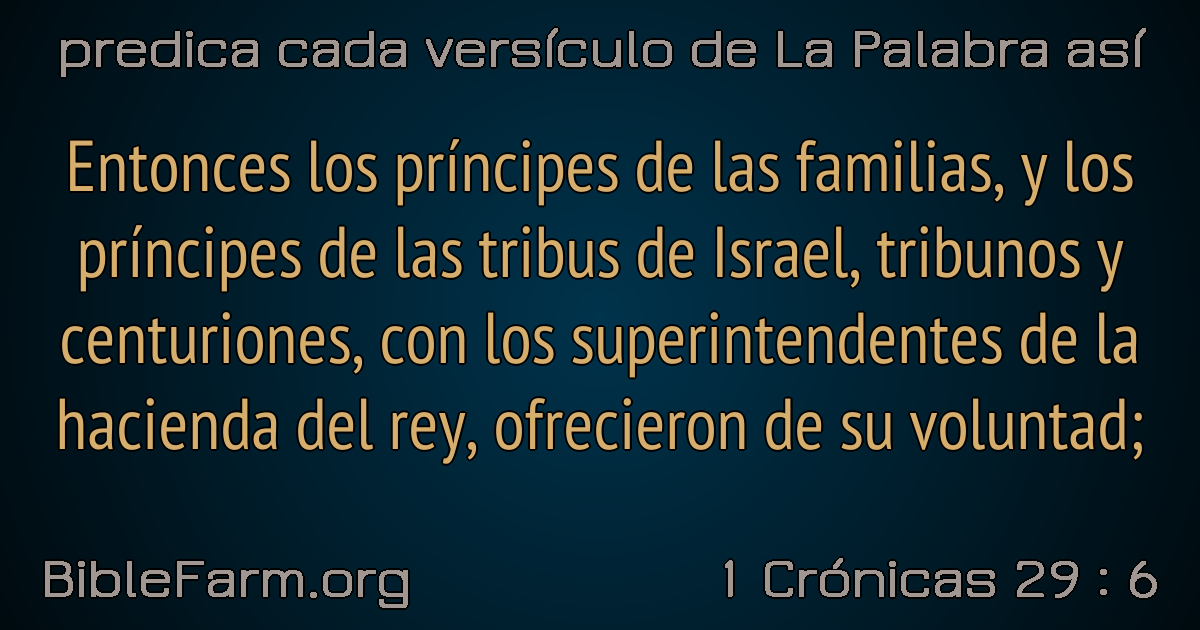 predica cada versículo de La Palabra así
Entonces los príncipes de las familias, y los
príncipes de las tribus de Israel, tribunos y
centuriones, con los superintendentes de la
hacienda del rey, ofrecieron de su voluntad;
BibleFarm.org
1 Crónicas 29 : 6